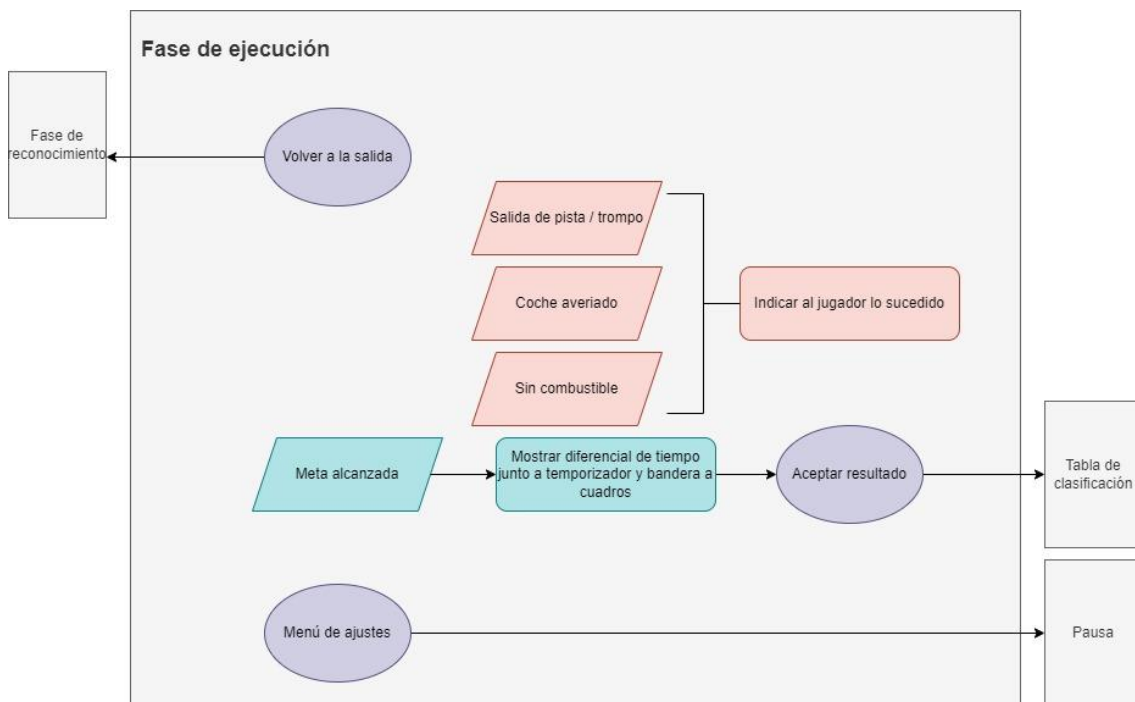 Fase de ejecución
Fase de
reconocimiento
Volver a la salida
Salida de pista / trompo
Coche averiado
Indicar al jugador lo sucedido
Sin combustible
Meta alcanzada
Mostrar diferencial de tiempo
junto a temporizador y bandera a
cuadros
Aceptar resultado
Tabla de
clasificación
Menú de ajustes
Pausa